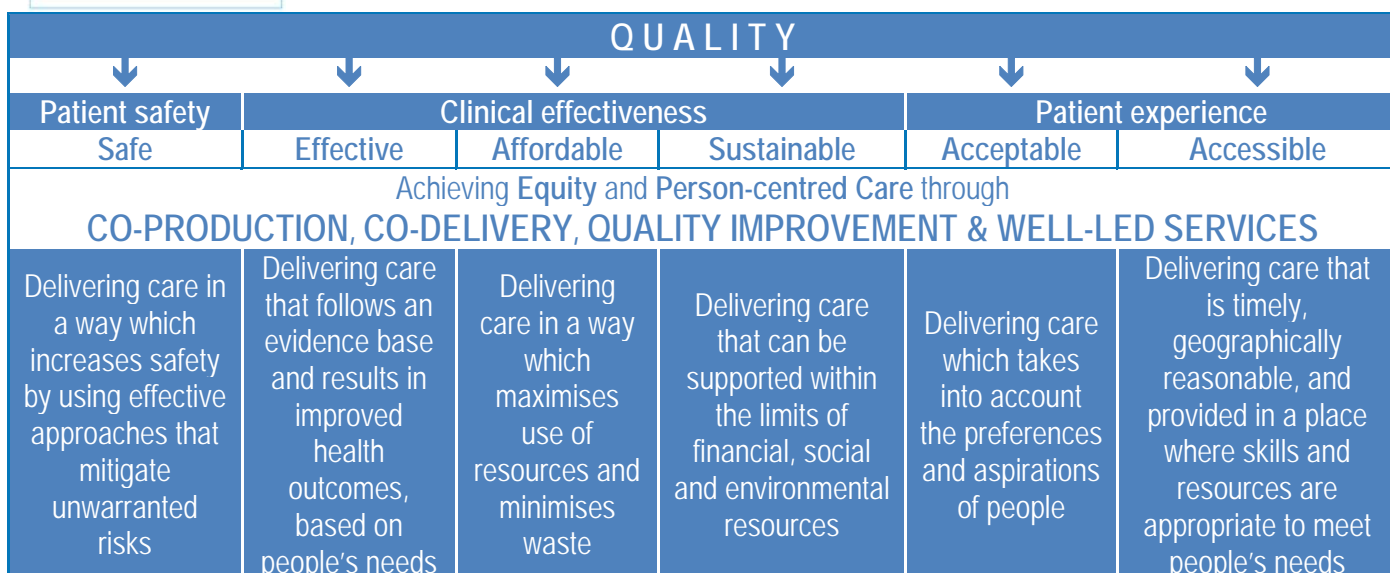 QUALITY
Patient safety
Clinical effectiveness
Patient experience
Safe
Effective
Affordable
Sustainable
Acceptable
Accessible
Achieving Equity and Person-centred Care through
CO-PRODUCTION, CO-DELIVERY, QUALITY IMPROVEMENT & WELL-LED SERVICES
Delivering care in
a way which
increases safety
by using effective
approaches that
mitigate
unwarranted
risks
Delivering care
that follows an
evidence base
and results in
improved
health
outcomes,
based on
people's needs
Delivering
care in a way
which
maximises
use of
resources and
minimises
waste
Delivering care
that can be
supported within
the limits of
financial, social
and environmental
resources
Delivering care
which takes
into account
the preferences
and aspirations
of people
Delivering care that
is timely,
geographically
reasonable, and
provided in a place
where skills and
resources are
appropriate to meet
people's needs